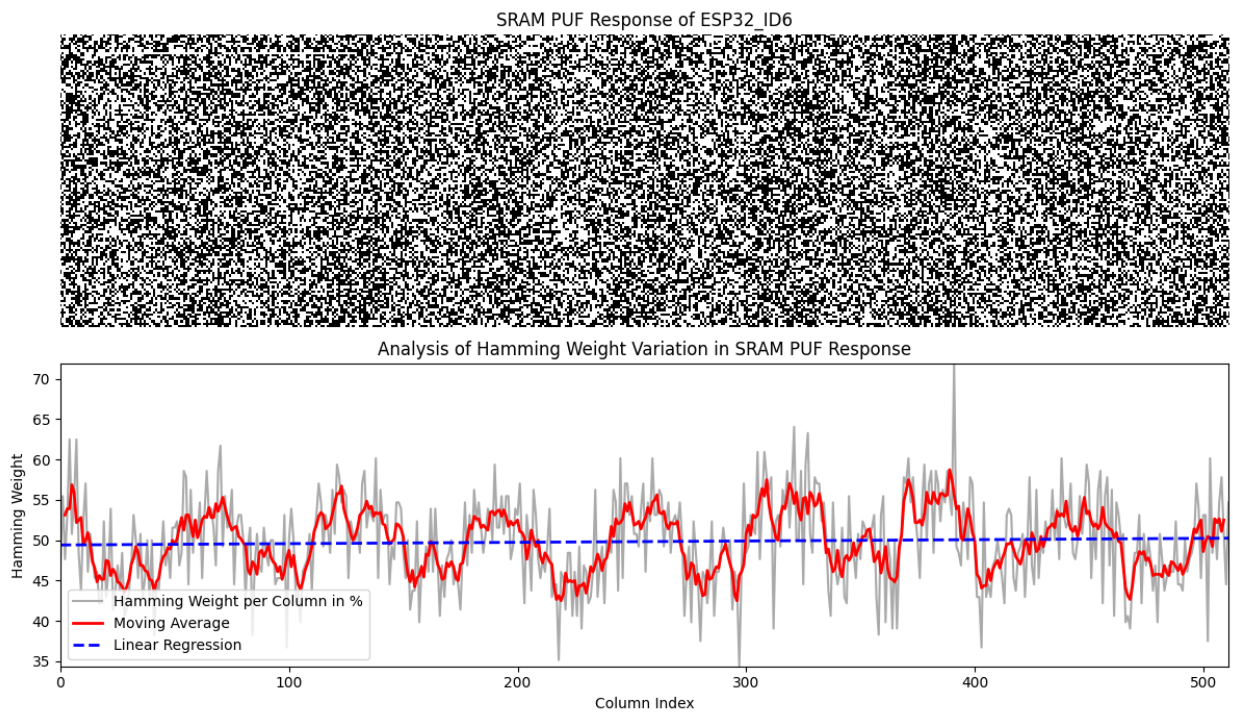 SRAM PUF Response of ESP32_ID6
Analysis of Hamming Weight Variation in SRAM PUF Response
70
65
60
55
50
45
40
35
Hamming Weight
Hamming Weight per Column in %
Moving Average
Linear Regression
0 100 200 300 400 500
Column Index